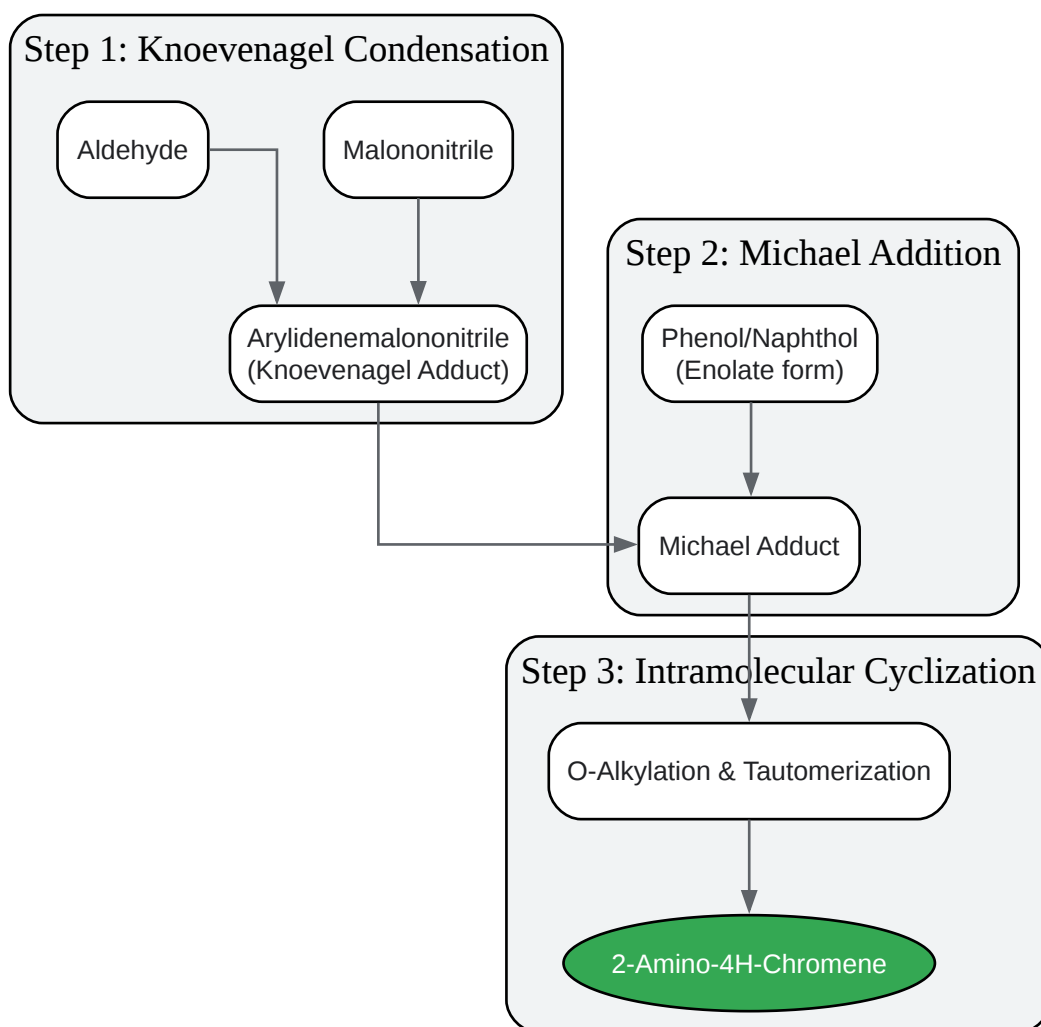 Step 1: Knoevenagel Condensation
Aldehyde
Malononitrile
Arylidenemalononitrile
(Knoevenagel Adduct)
Step 2: Michael Addition
Phenol/Naphthol
(Enolate form)
Michael Adduct
Step 3: Intramolecular Cyclization
O-Alkylation & Tautomerization
2-Amino-4H-Chromene